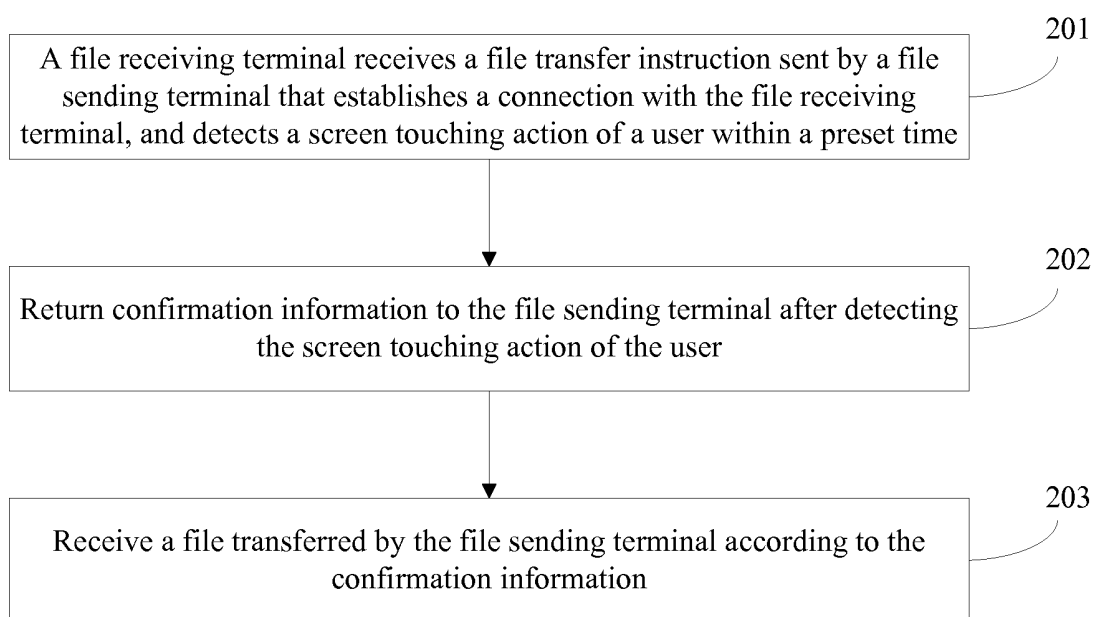 201
A file receiving terminal receives a file transfer instruction sent by a file
sending terminal that establishes a connection with the file receiving
terminal, and detects a screen touching action of a user within a preset time
202
Return confirmation information to the file sending terminal after detecting
the screen touching action of the user
203
Receive a file transferred by the file sending terminal according to the
confirmation information